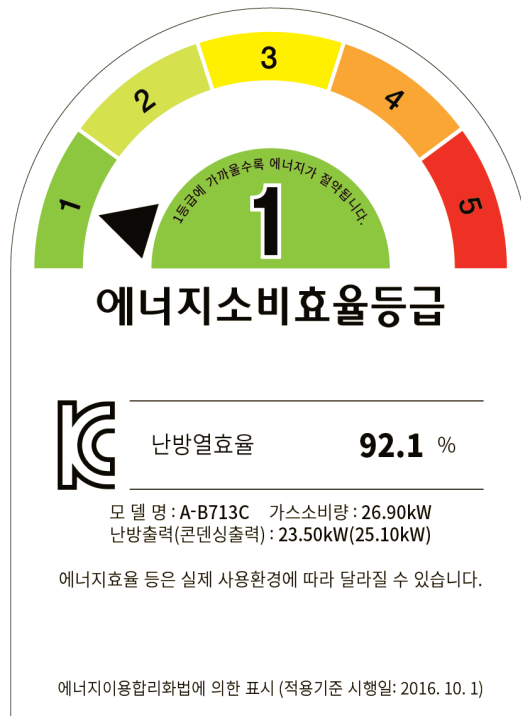 1
2
3
4
5
1등급에 가까울수록 에너지가 절약됩니다.
1
에너지소비효율등급
난방열효율 92.1 %
모 델 명 : A-B713C 가스소비량 : 26.90kW
난방출력(콘덴싱출력) : 23.50kW(25.10kW)
에너지효율 등은 실제 사용환경에 따라 달라질 수 있습니다.
에너지이용합리화법에 의한 표시 (적용기준 시행일: 2016. 10. 1)